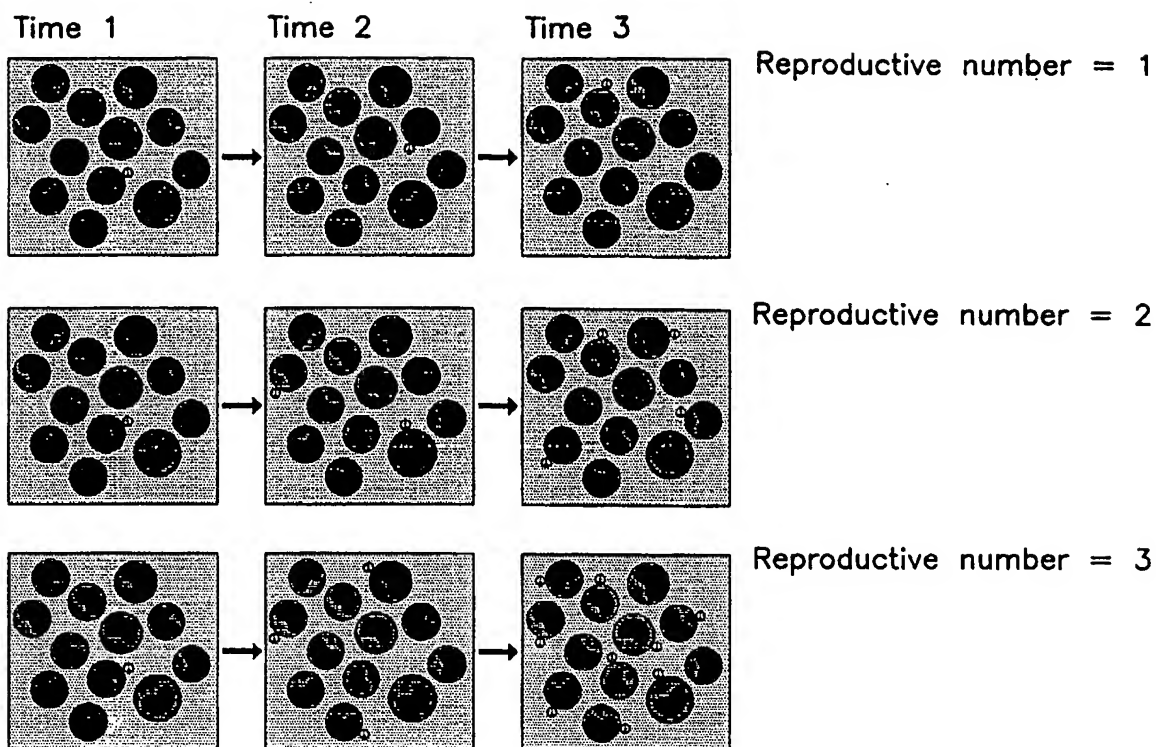 Time 1 Time 2 Time 3
Reproductive number = 1
Reproductive number = 2
Reproductive number = 3